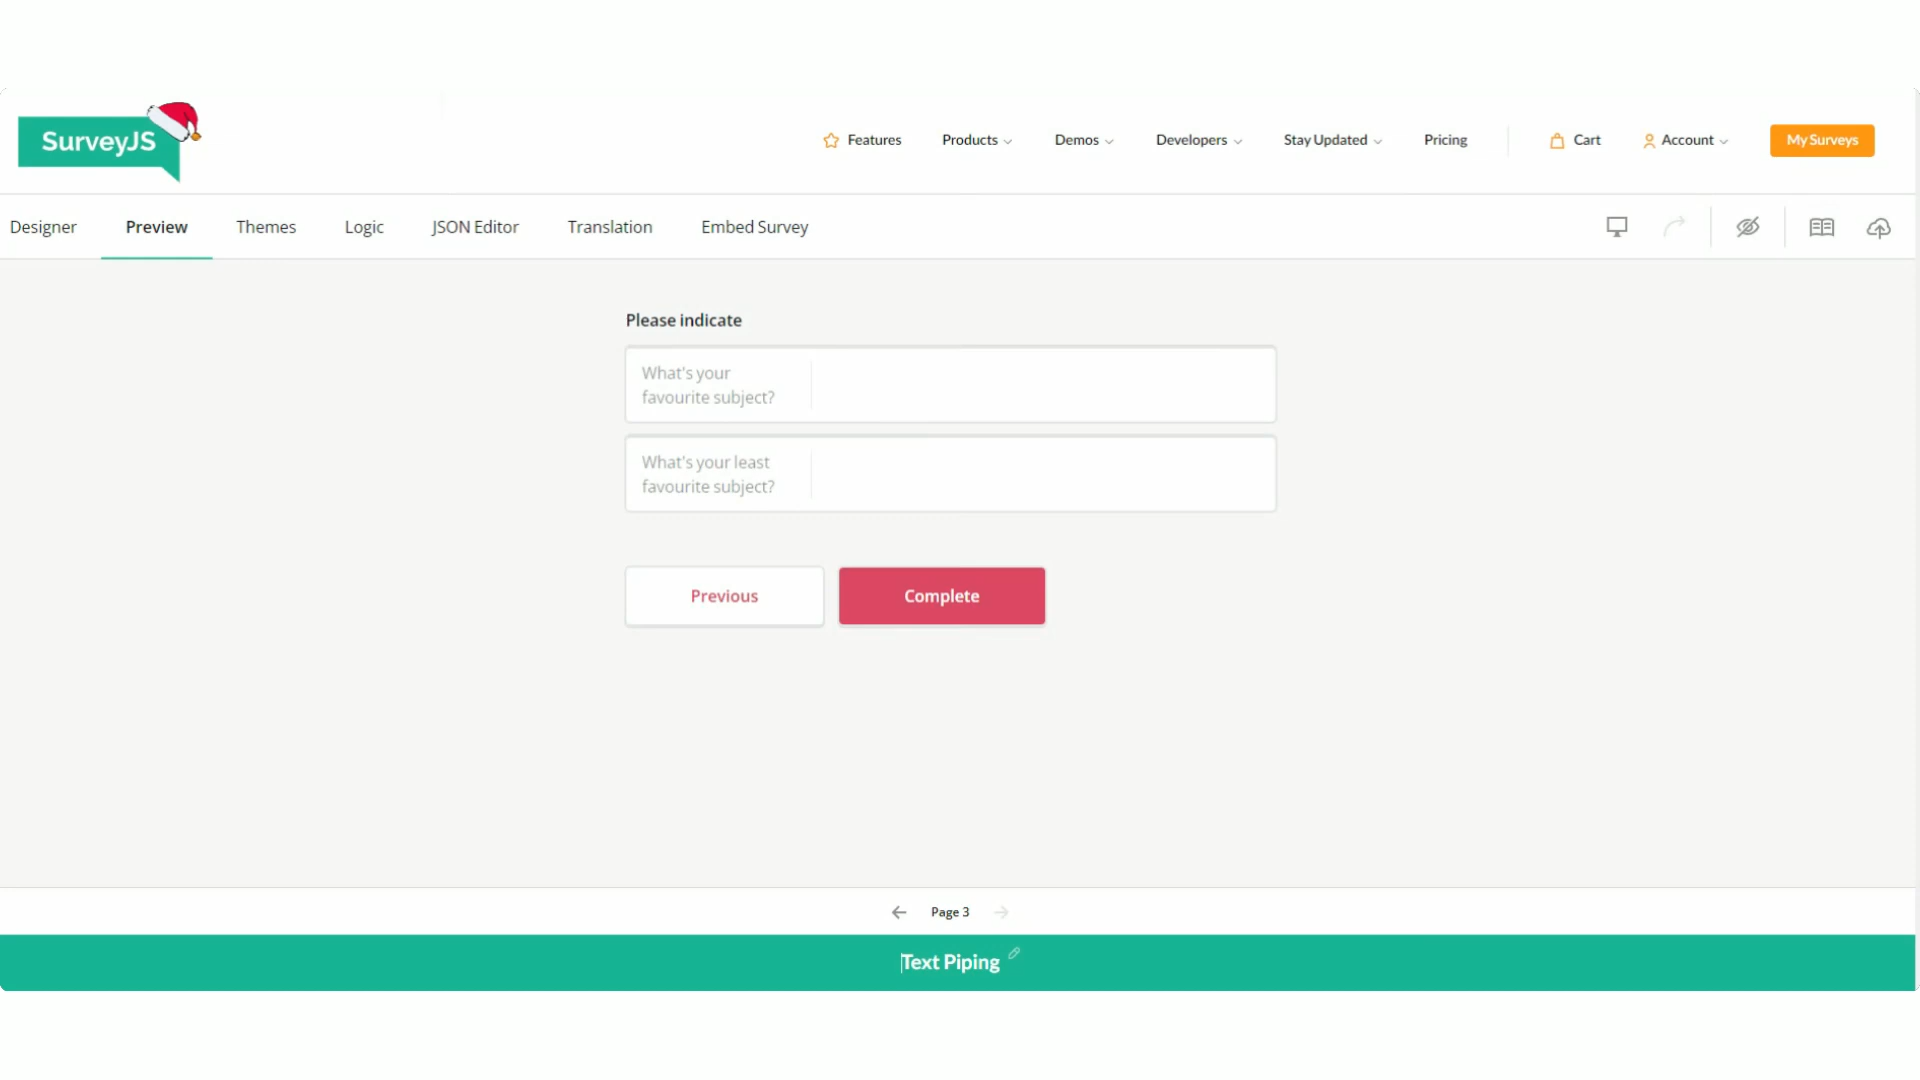 SurveyJS
Features
Products
Demos
Developers
Stay Updated
Pricing
Cart
Account
My Surveys
Designer
Preview
Themes
Logic
JSON Editor
Translation
Embed Survey
Please indicate
What's your
favourite subject?
What's your least
favourite subject?
Previous
Complete
Page 3
Text Piping